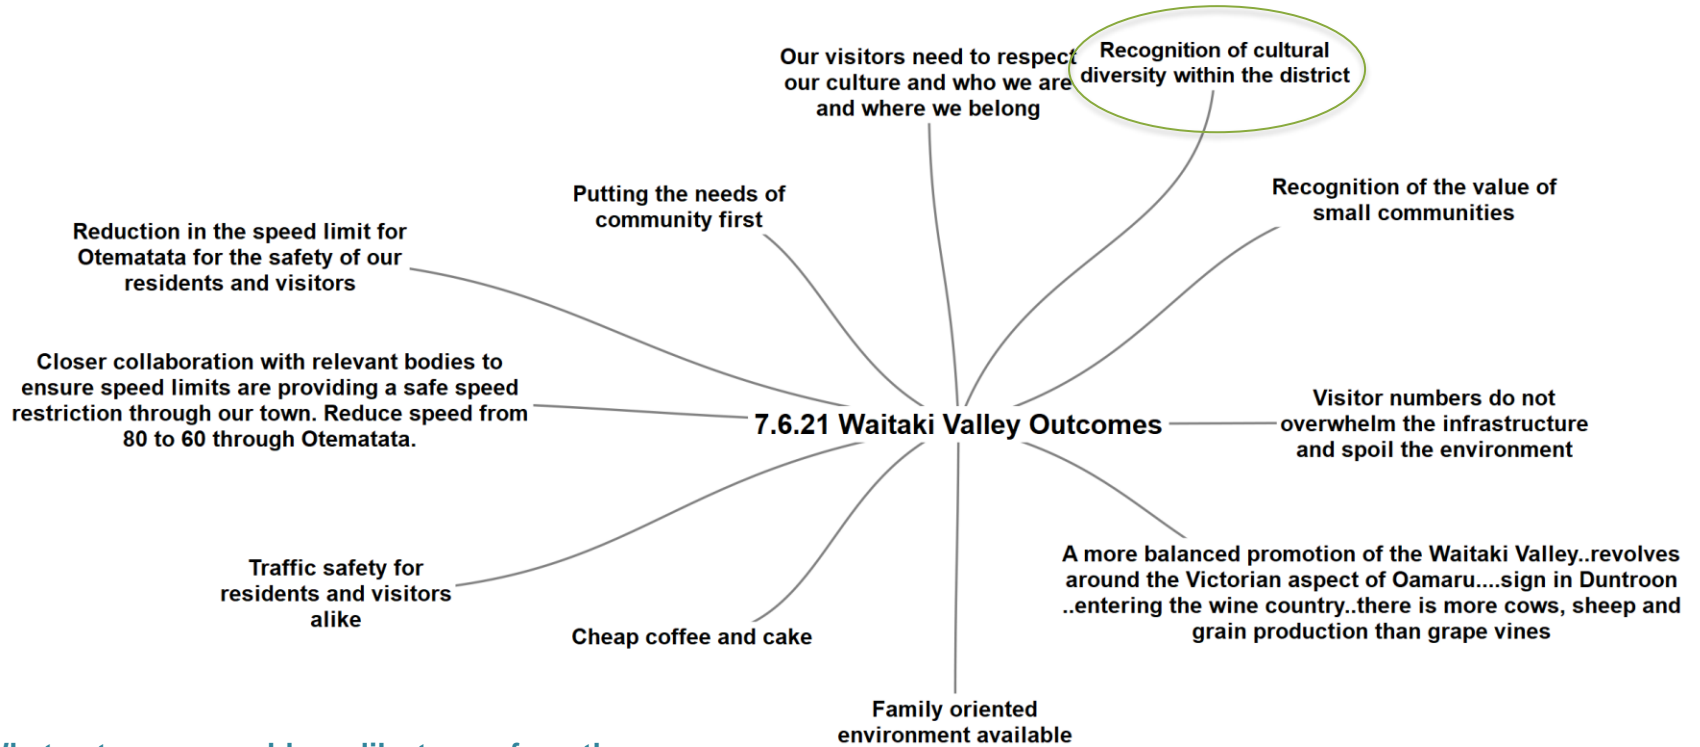 Our visitors need to respect
our culture and who we are
and where we belong
Recognition of cultural
diversity within the district
Putting the needs of
community first
Recognition of the value of
small communities
Reduction in the speed limit for
Otematata for the safety of our
residents and visitors
Closer collaboration with relevant bodies to
ensure speed limits are providing a safe speed
restriction through our town. Reduce speed from
80 to 60 through Otematata.
7.6.21 Waitaki Valley Outcomes
Visitor numbers do not
overwhelm the infrastructure
and spoil the environment
Traffic safety for
residents and visitors
alike
Cheap coffee and cake
A more balanced promotion of the Waitaki Valley..revolves
around the Victorian aspect of Oamaru....sign in Duntroon
..entering the wine country..there is more cows, sheep and
grain production than grape vines
Family oriented
environment available